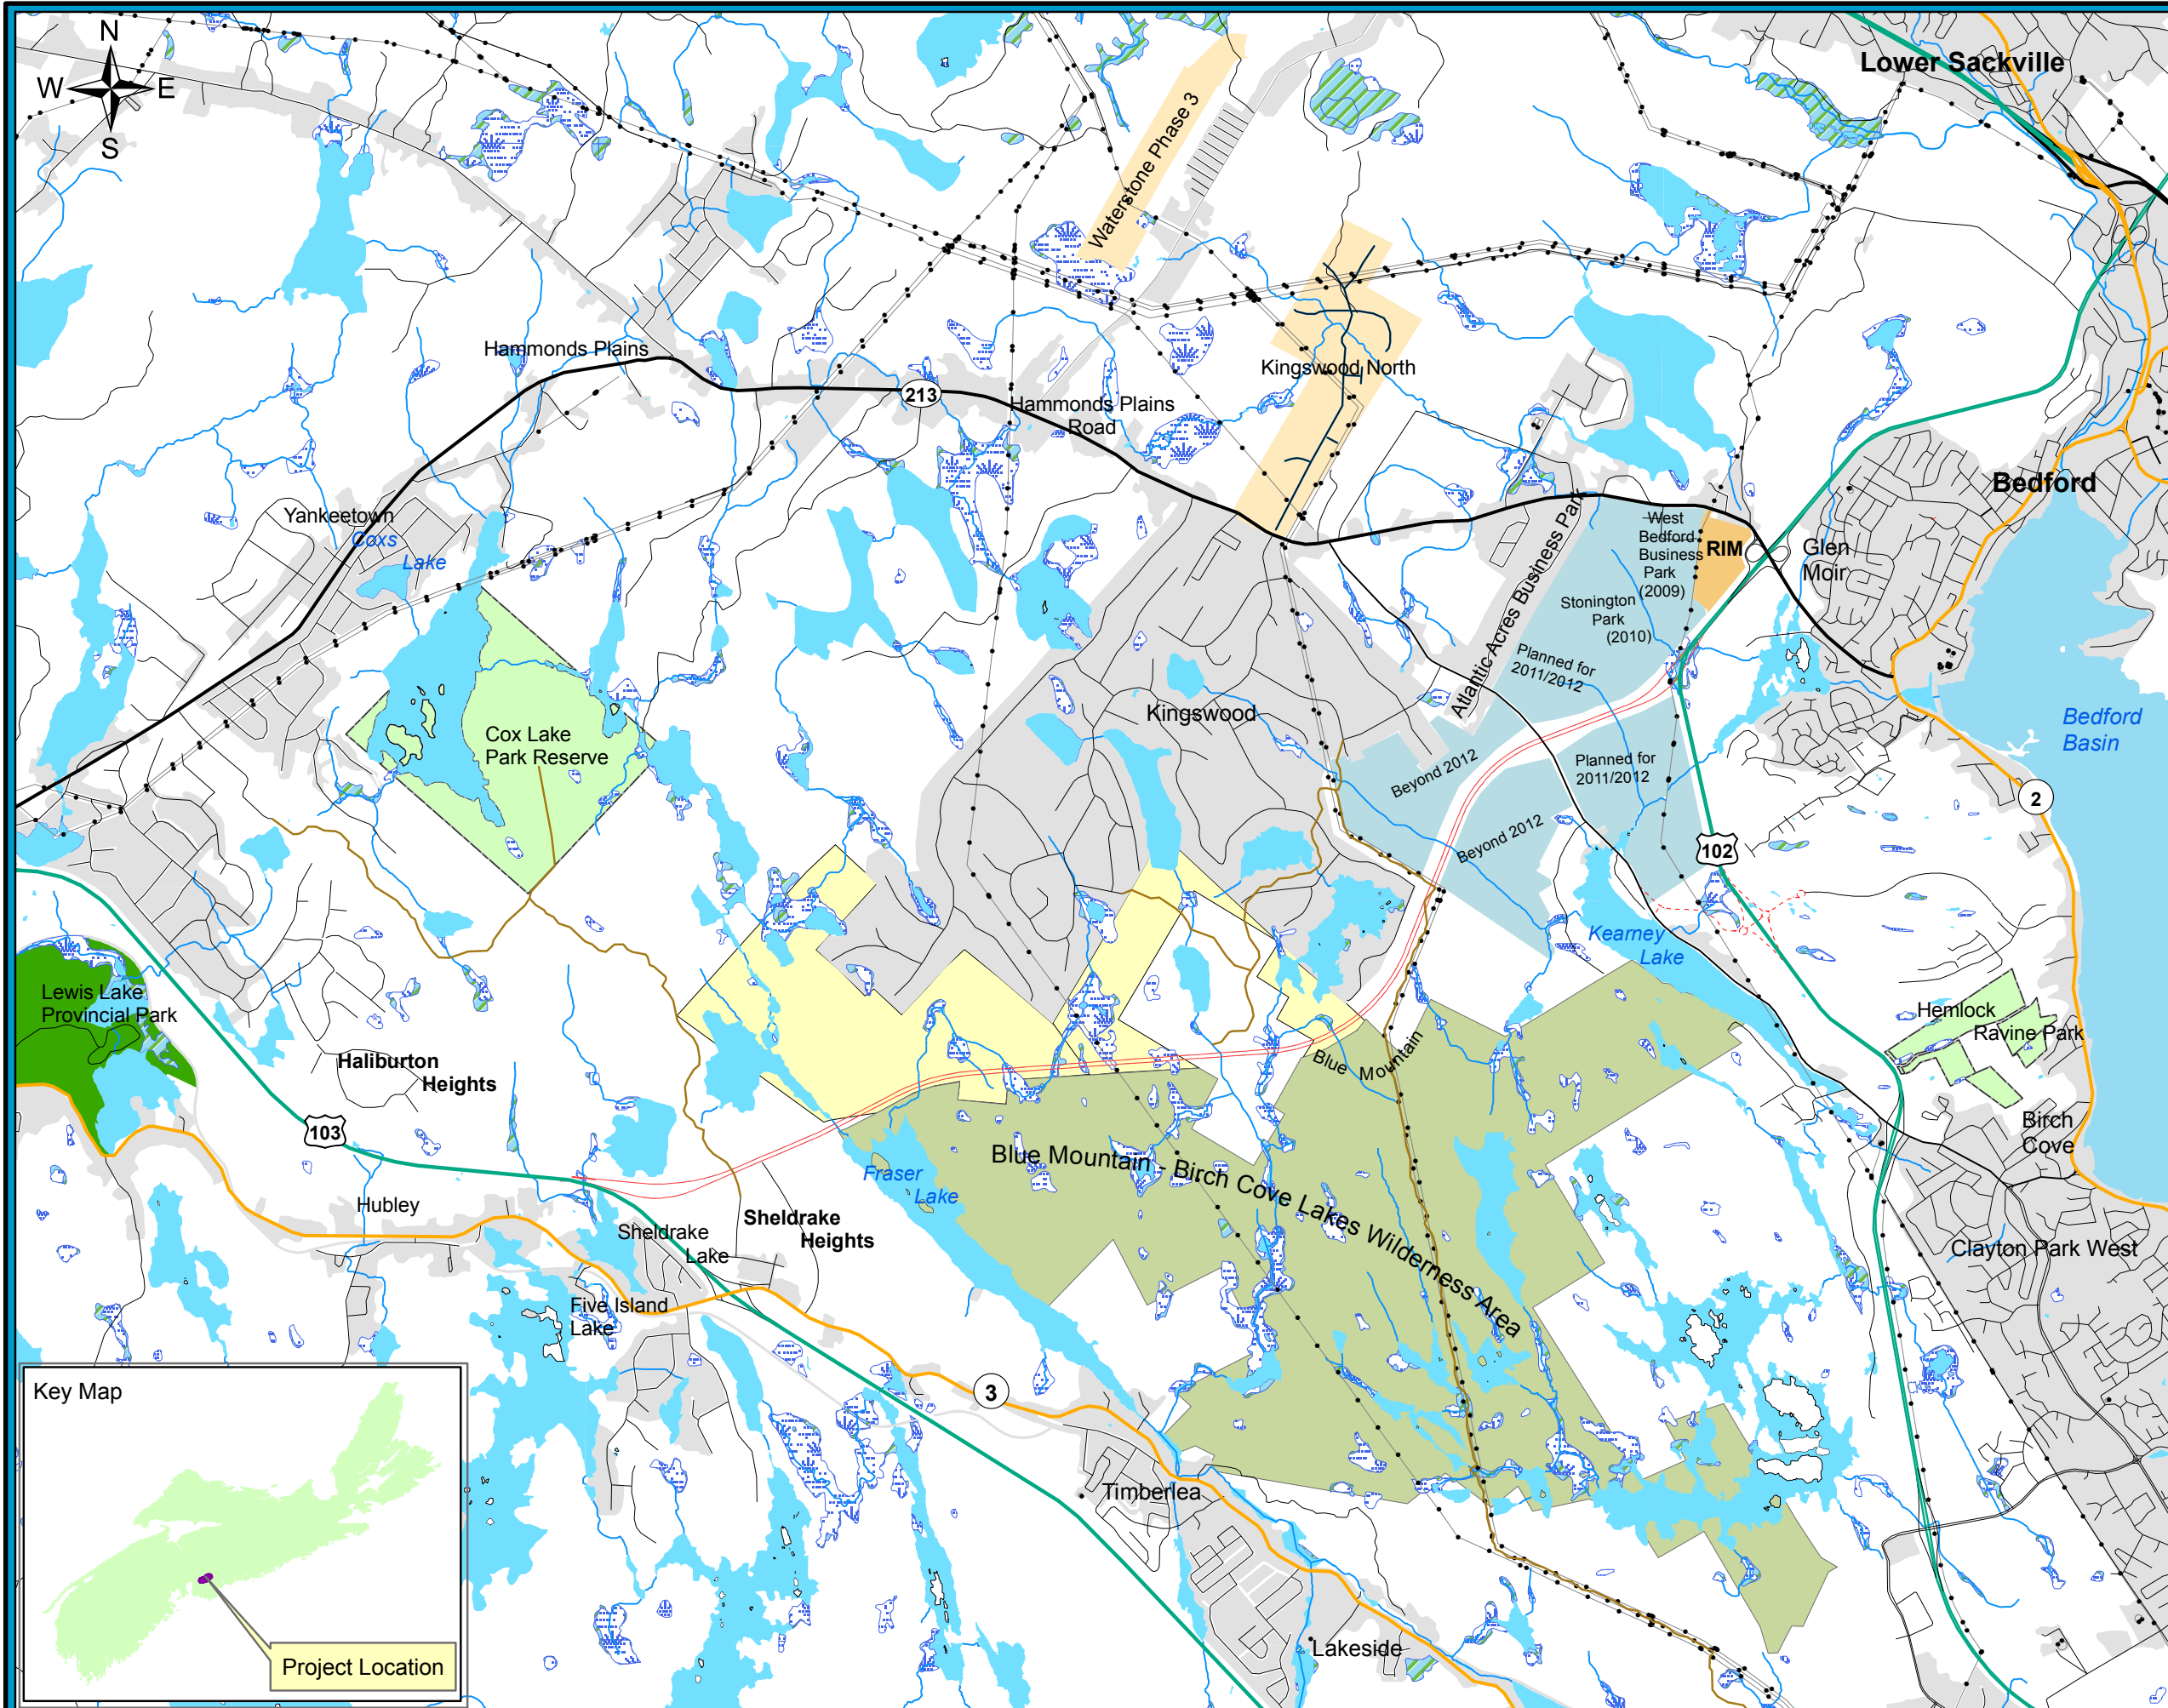 N
W E
S
Lower Sackville
Waterstone Phase 3
Hammonds Plains
213
Hammonds Plains
Road
Kingswood North
Bedford
Yankeetown
Coxs
Lake
West
Bedford
Business
Park
(2009)
RIM
Glen
Moir
Atlantic Acres Business Park
Stonington
Park
(2010)
Planned for
2011/2012
Kingswood
Bedford
Basin
Cox Lake
Park Reserve
Beyond 2012
Planned for
2011/2012
2
Beyond 2012
102
Kearney
Lake
Lewis Lake
Provincial Park
Hemlock
Ravine Park
Haliburton
Heights
Blue Mountain
103
Birch
Cove
Blue Mountain - Birch Cove Lakes Wilderness Area
Fraser
Lake
Hubley
Sheldrake
Lake
Sheldrake
Heights
Clayton Park West
Five Island
Lake
3
Key Map
Timberlea
Project Location
Lakeside